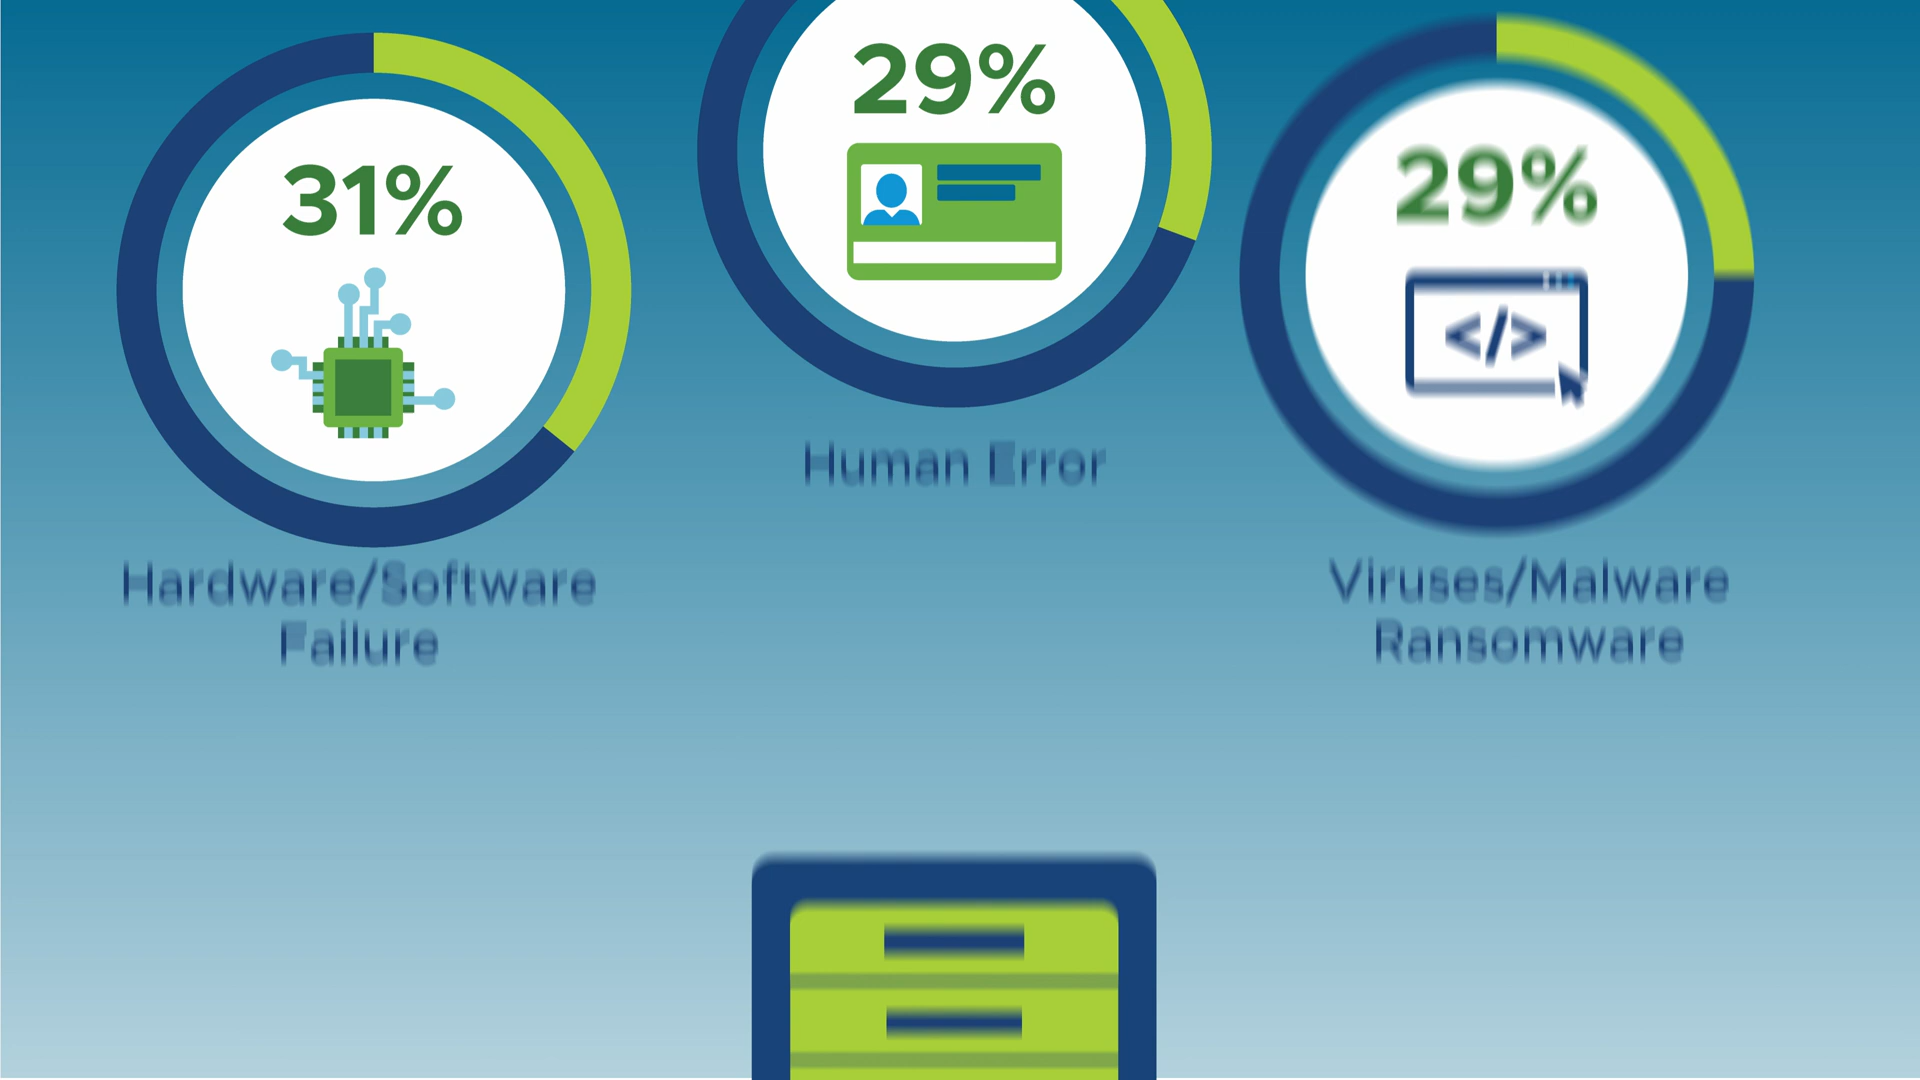 31%
Hardware/Software
Failure
29%
Human Error
29%
</>
Viruses/Malware
Ransomware